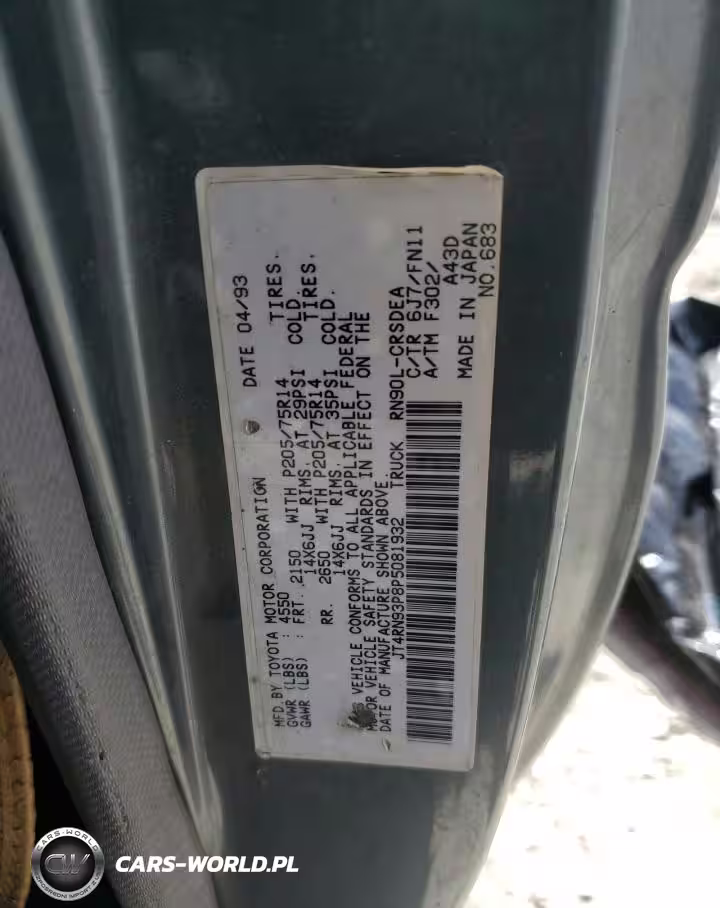 MFD.BY TOYOTA MOTOR CORPORATION DATE 04/93
GVWR (LBS) : 4550
GAWR (LBS) : FRT. 2150 WITH P205/75R14 TIRES.
14X6JJ RIMS. AT 29PSI COLD.
RR. 2650 WITH P205/75R14 TIRES.
14X6JJ RIMS. AT 35PSI COLD.
VEHICLE CONFORMS TO ALL APPLICABLE FEDERAL
MOTOR VEHICLE SAFETY STANDARDS IN EFFECT ON THE
DATE OF MANUFACTURE SHOWN ABOVE.
JT4RN93P8P5081932 TRUCK RN90L-CRSDEA
C/TR 6J7/FN11
A/TM F302/
A43D
MADE IN JAPAN
NO.683
CARS-WORLD
CW
CARS-WORLD.PL